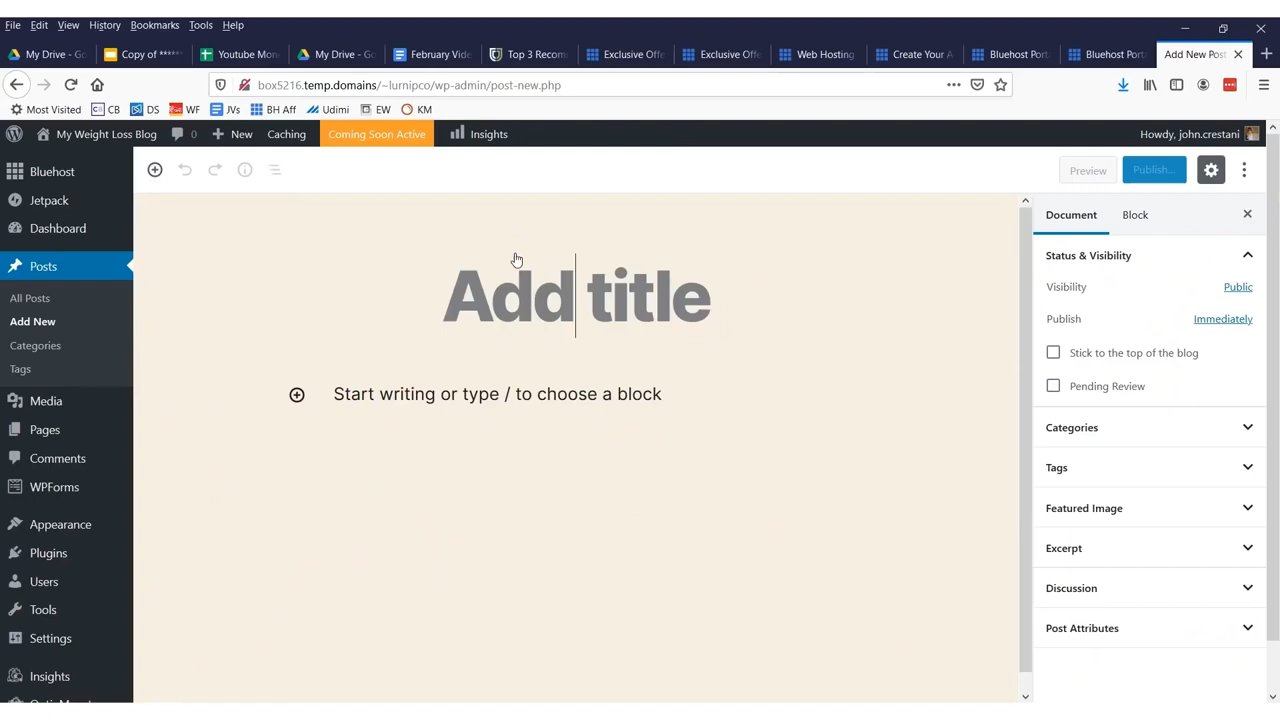 File Edit View History Bookmarks Tools Help
My Drive - Go Copy of ***** Youtube Mon My Drive - Go February Vide Top 3 Recom Exclusive Offe Exclusive Offe Web Hosting Create Your A Bluehost Port Bluehost Port Add New Post
box5216.temp.domains/~lurnipco/wp-admin/post-new.php
Most Visited CB CB DS DS WF WF JVs BH Aff Udimi EW KM
My Weight Loss Blog 0 New Caching Coming Soon Active Insights Howdy, john.crestani
Bluehost
Jetpack
Dashboard
Posts
All Posts
Add New
Categories
Tags
Media
Pages
Comments
WPForms
Appearance
Plugins
Users
Tools
Settings
Insights
Preview Publish...
Add title
Start writing or type / to choose a block
Document Block
Status & Visibility
Visibility Public
Publish Immediately
Stick to the top of the blog
Pending Review
Categories
Tags
Featured Image
Excerpt
Discussion
Post Attributes